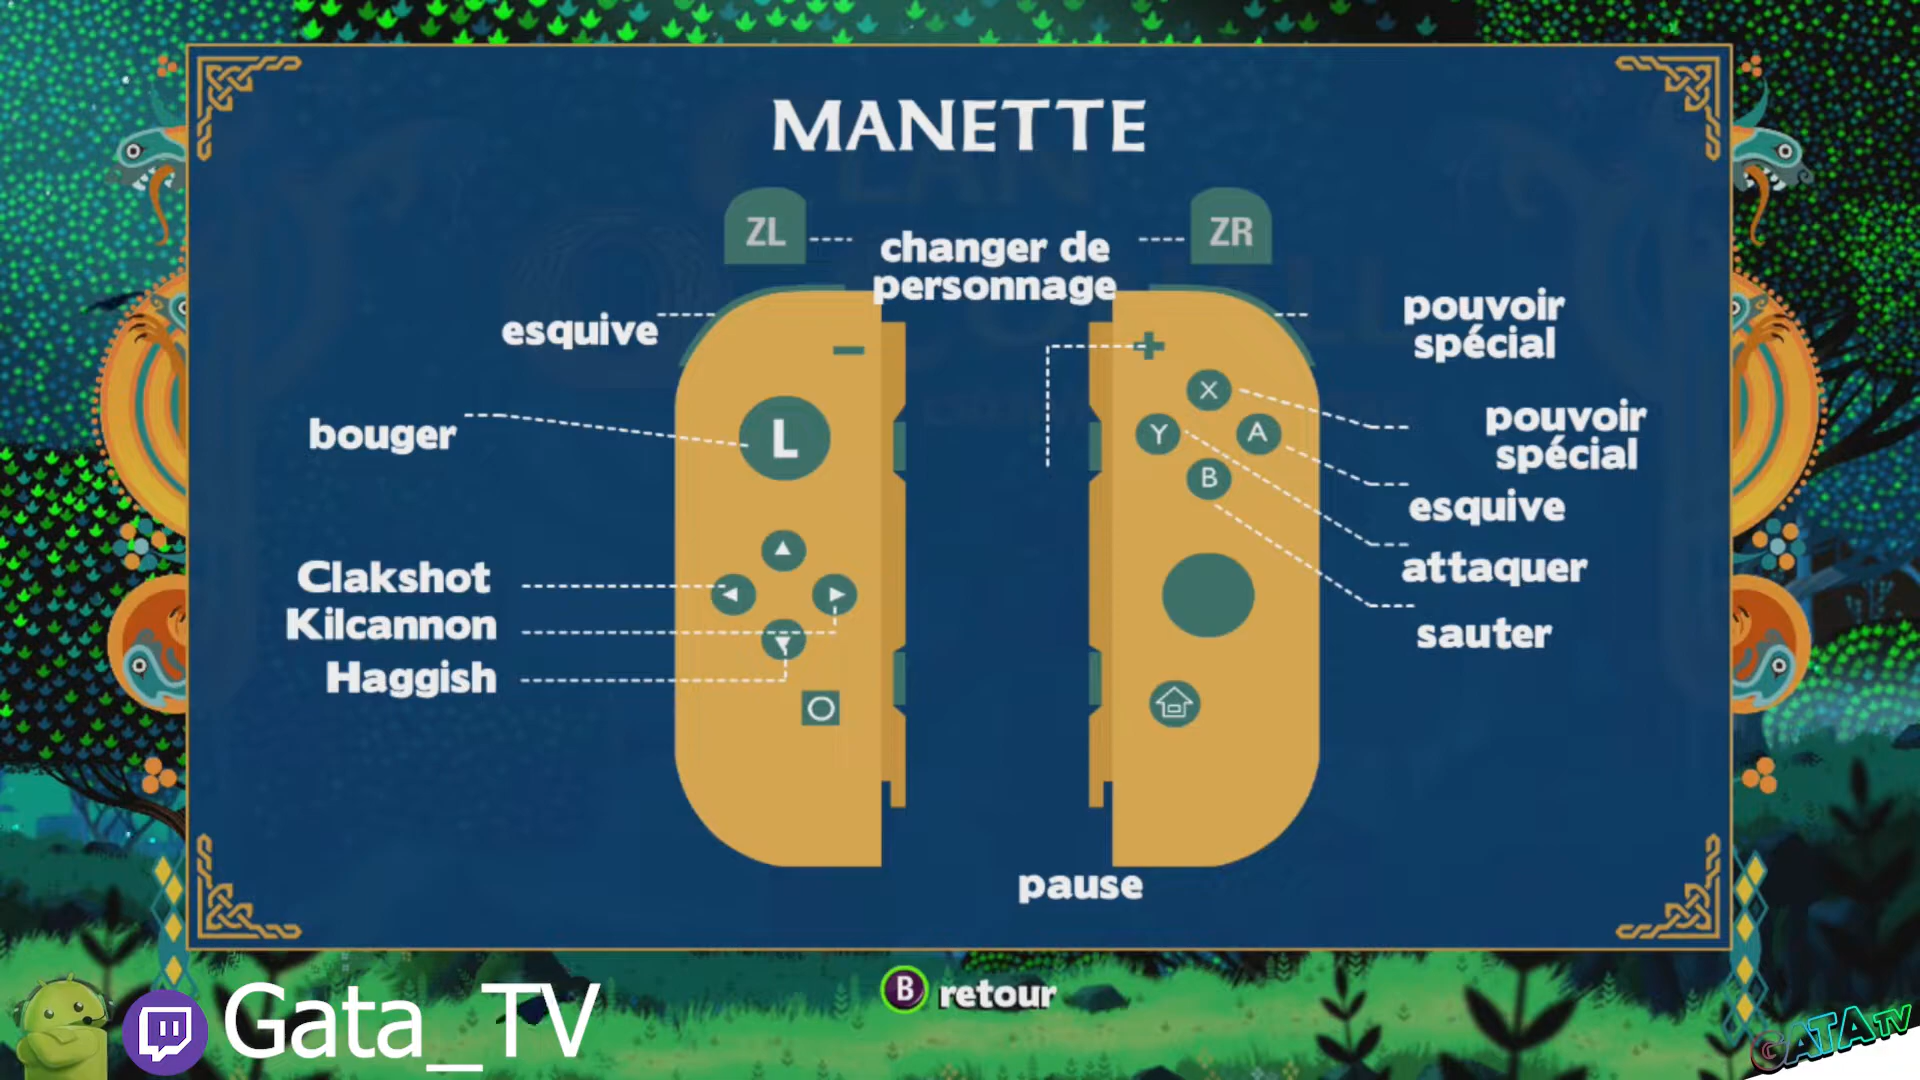 MANETTE
ZL
ZR
changer de
personnage
esquive
pouvoir
spécial
bouger
L
X
Y
A
B
pouvoir
spécial
esquive
attaquer
sauter
Clakshot
Kilcannon
Haggish
pause
B retour
Gata_TV
GATA TV